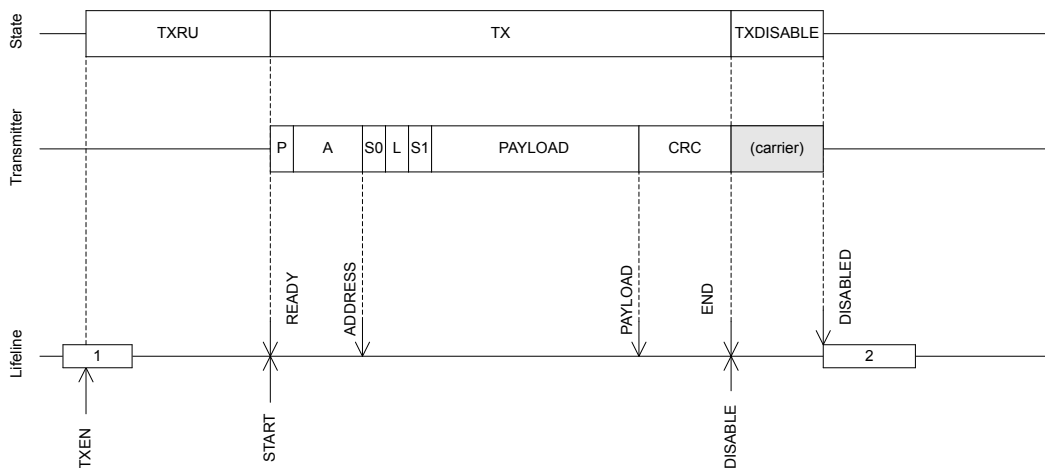 State
TXRU
TX
TXDISABLE
Transmitter
P
A
S0
L
S1
PAYLOAD
CRC
(carrier)
READY
ADDRESS
PAYLOAD
END
DISABLED
Lifeline
1
2
TXEN
START
DISABLE